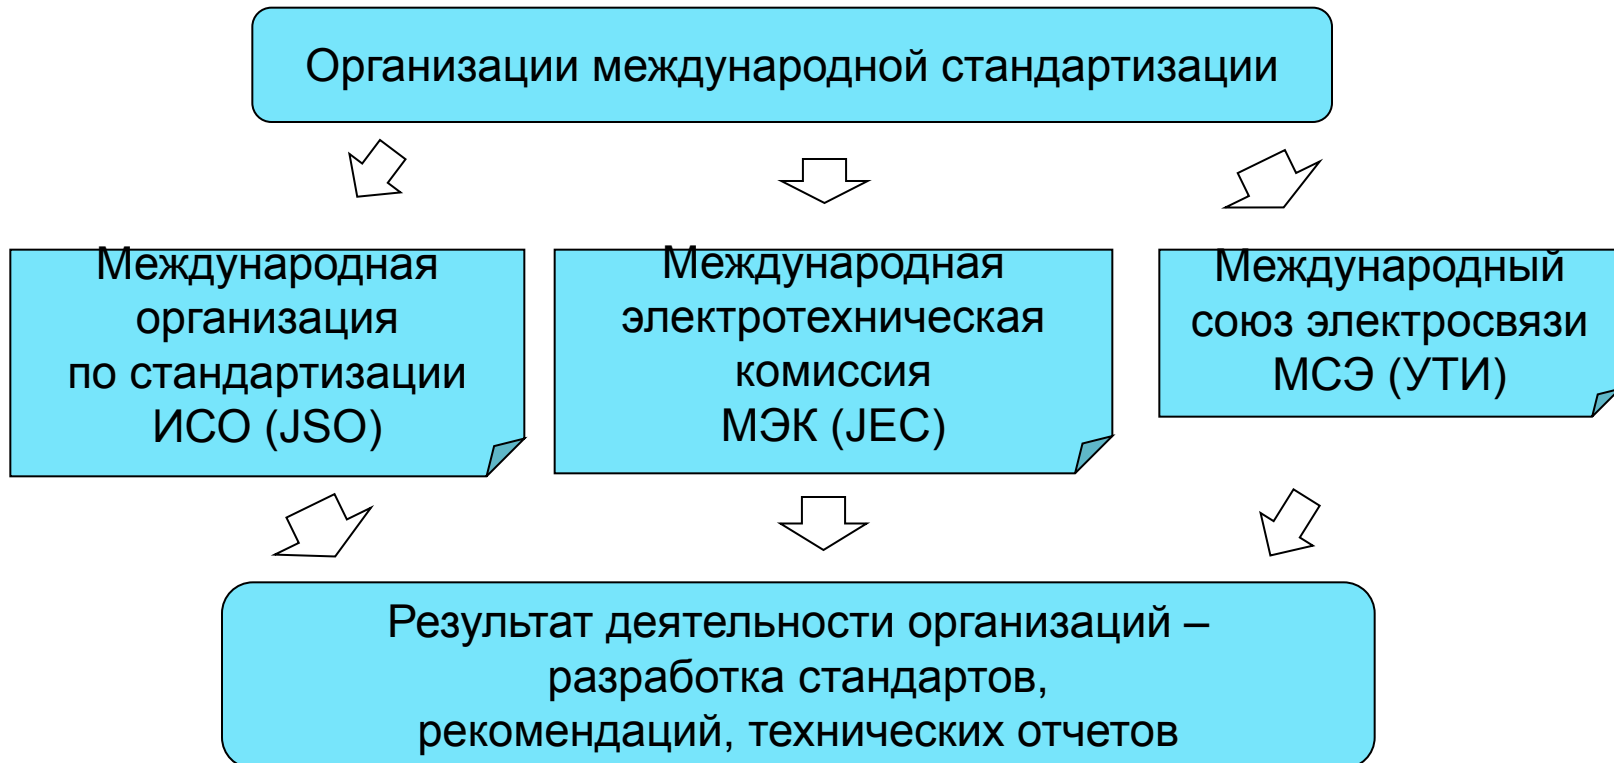 Организации международной стандартизации
Международная
организация
по стандартизации
ИСО (JSO)
Международная
электротехническая
комиссия
МЭК (JEC)
Международный
союз электросвязи
МСЭ (УТИ)
Результат деятельности организаций –
разработка стандартов,
рекомендаций, технических отчетов